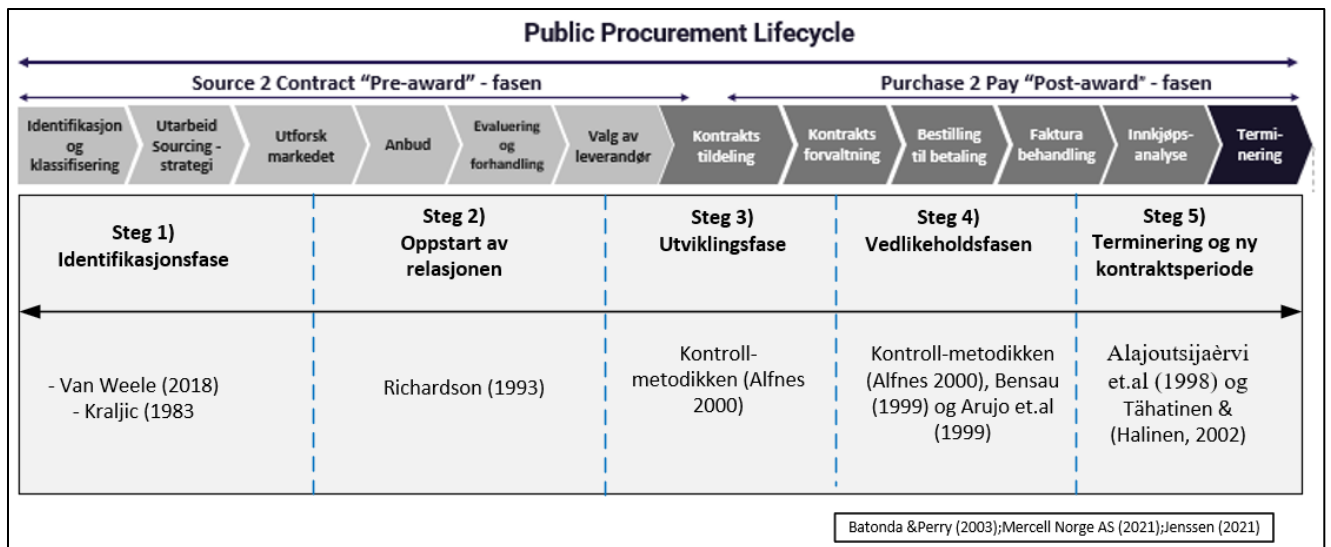 Public Procurement Lifecycle
Source 2 Contract “Pre-award” - fasen
Purchase 2 Pay “Post-award” - fasen
Identifikasjon
og
klassifisering
Utarbeid
Sourcing -
strategi
Utforsk
markedet
Anbud
Evaluering
og
forhandling
Valg av
leverandør
Kontrakts
tildeling
Kontrakts
forvaltning
Bestilling
til betaling
Faktura
behandling
Innkjøps-
analyse
Termi-
nering
Steg 1)
Identifikasjonsfase
Steg 2)
Oppstart av
relasjonen
Steg 3)
Utviklingsfase
Steg 4)
Vedlikeholdsfasen
Steg 5)
Terminering og ny
kontraktsperiode
- Van Weele (2018)
- Kraljic (1983
Richardson (1993)
Kontroll-
metodikken (Alfnes
2000)
Kontroll-metodikken
(Alfnes 2000), Bensau
(1999) og Arujo et.al
(1999)
Alajoutsijaèrvi
et.al (1998) og
Tähatinen &
(Halinen, 2002)
Batonda &Perry (2003);Mercell Norge AS (2021);Jenssen (2021)